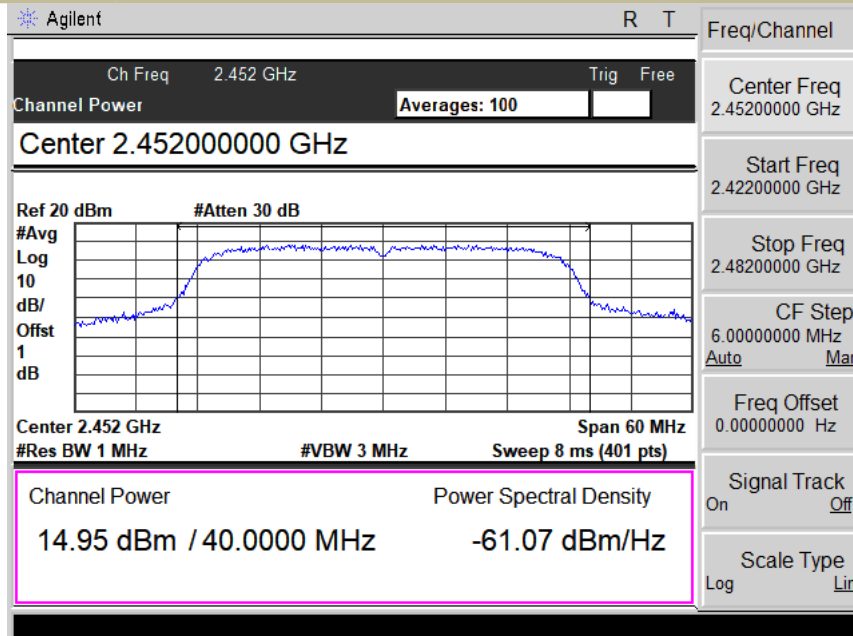 Agilent R T
Ch Freq 2.452 GHz Trig Free
Channel Power Averages: 100
Center 2.452000000 GHz
Ref 20 dBm #Atten 30 dB
#Avg
Log
10
dB/
Offst
1
dB
Center 2.452 GHz Span 60 MHz
#Res BW 1 MHz #VBW 3 MHz Sweep 8 ms (401 pts)
Channel Power Power Spectral Density
14.95 dBm / 40.0000 MHz -61.07 dBm/Hz
Freq/Channel
Center Freq
2.45200000 GHz
Start Freq
2.42200000 GHz
Stop Freq
2.48200000 GHz
CF Step
6.00000000 MHz
Auto Man
Freq Offset
0.00000000 Hz
Signal Track
On Off
Scale Type
Log Lin